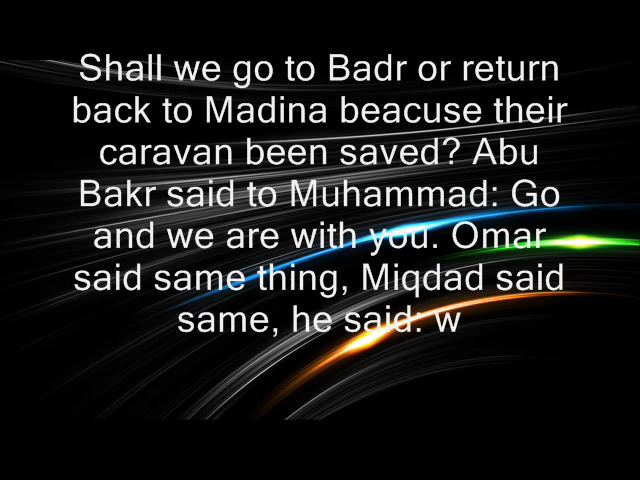 Shall we go to Badr or return
back to Madina beacuse their
caravan been saved? Abu
Bakr said to Muhammad: Go
and we are with you. Omar
said same thing, Miqdad said
same, he said: w